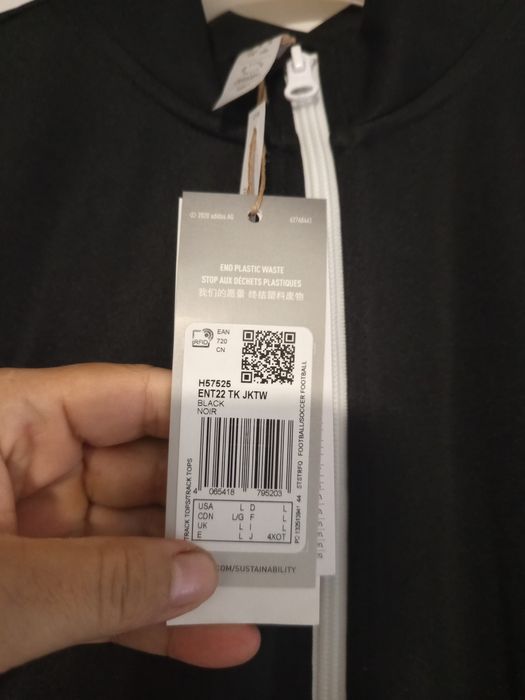 © 2020 adidas AG
END PLASTIC WASTE
STOP AUX DÉCHETS PLASTIQUES
我们的愿景 终结塑料废物
RFID
EAN
720
CN
H57525
ENT22 TK JKTW
BLACK
NOIR
4 065418 795203
USA L D L
CDN L/G F L
UK L I L
E L J 4XOT
TRACK TOPS/TRACK TOPS
STSTRFQ FOOTBALL/SOCCER FOOTBALL
.COM/SUSTAINABILITY